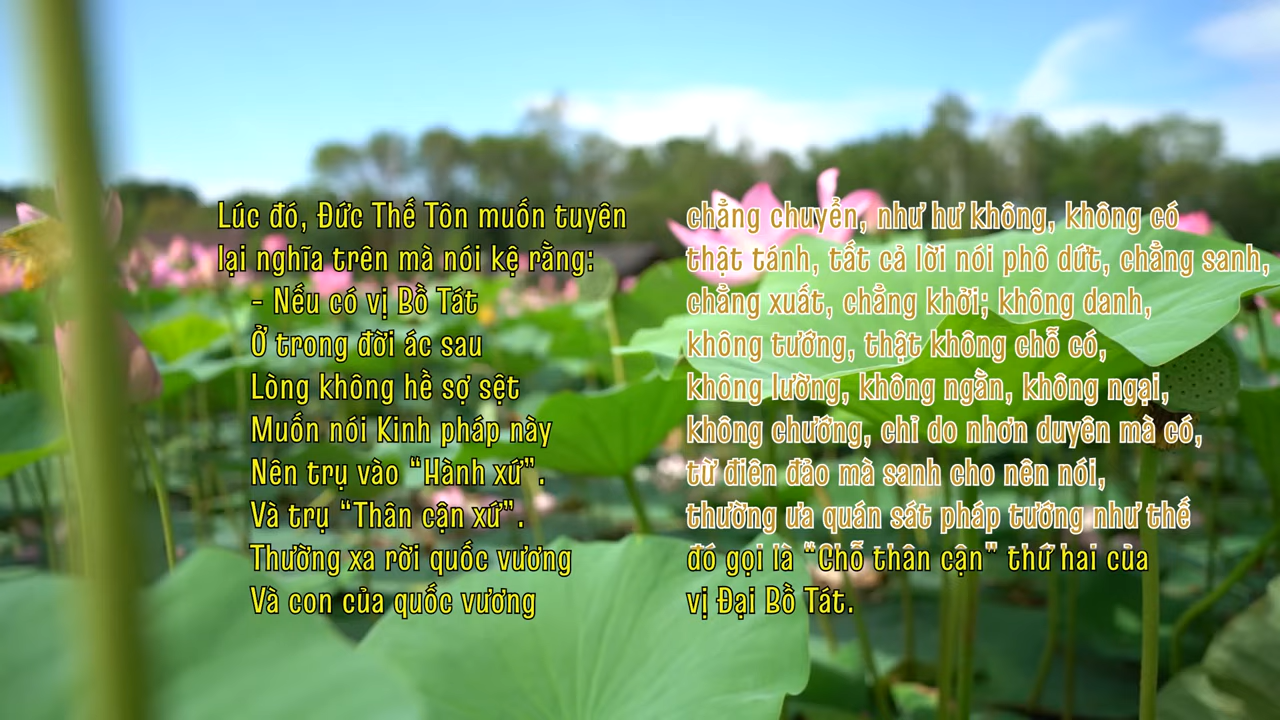 Lúc đó, Đức Thế Tôn muốn tuyên
lại nghĩa trên mà nói kệ rằng:
- Nếu có vị Bồ Tát
Ở trong đời ác sau
Lòng không hề sợ sệt
Muốn nói Kinh pháp này
Nên trụ vào “Hành xứ”.
Và trụ “Thân cận xứ”.
Thường xa rời quốc vương
Và con của quốc vương
chẳng chuyển, như hư không, không có
thật tánh, tất cả lời nói phô dứt, chẳng sanh,
chẳng xuất, chẳng khởi; không danh,
không tướng, thật không chỗ có,
không lường, không ngằn, không ngại,
không chướng, chỉ do nhơn duyên mà có,
từ điên đảo mà sanh cho nên nói,
thường ưa quán sát pháp tướng như thế
đó gọi là “Chỗ thân cận” thứ hai của
vị Đại Bồ Tát.